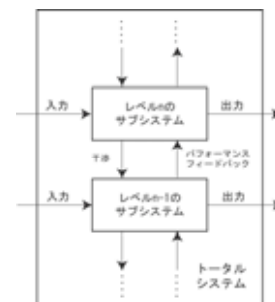 入力
レベルnの
サブシステム
出力
干渉
パフォーマンス
フィードバック
入力
レベルn-1の
サブシステム
出力
トータル
システム